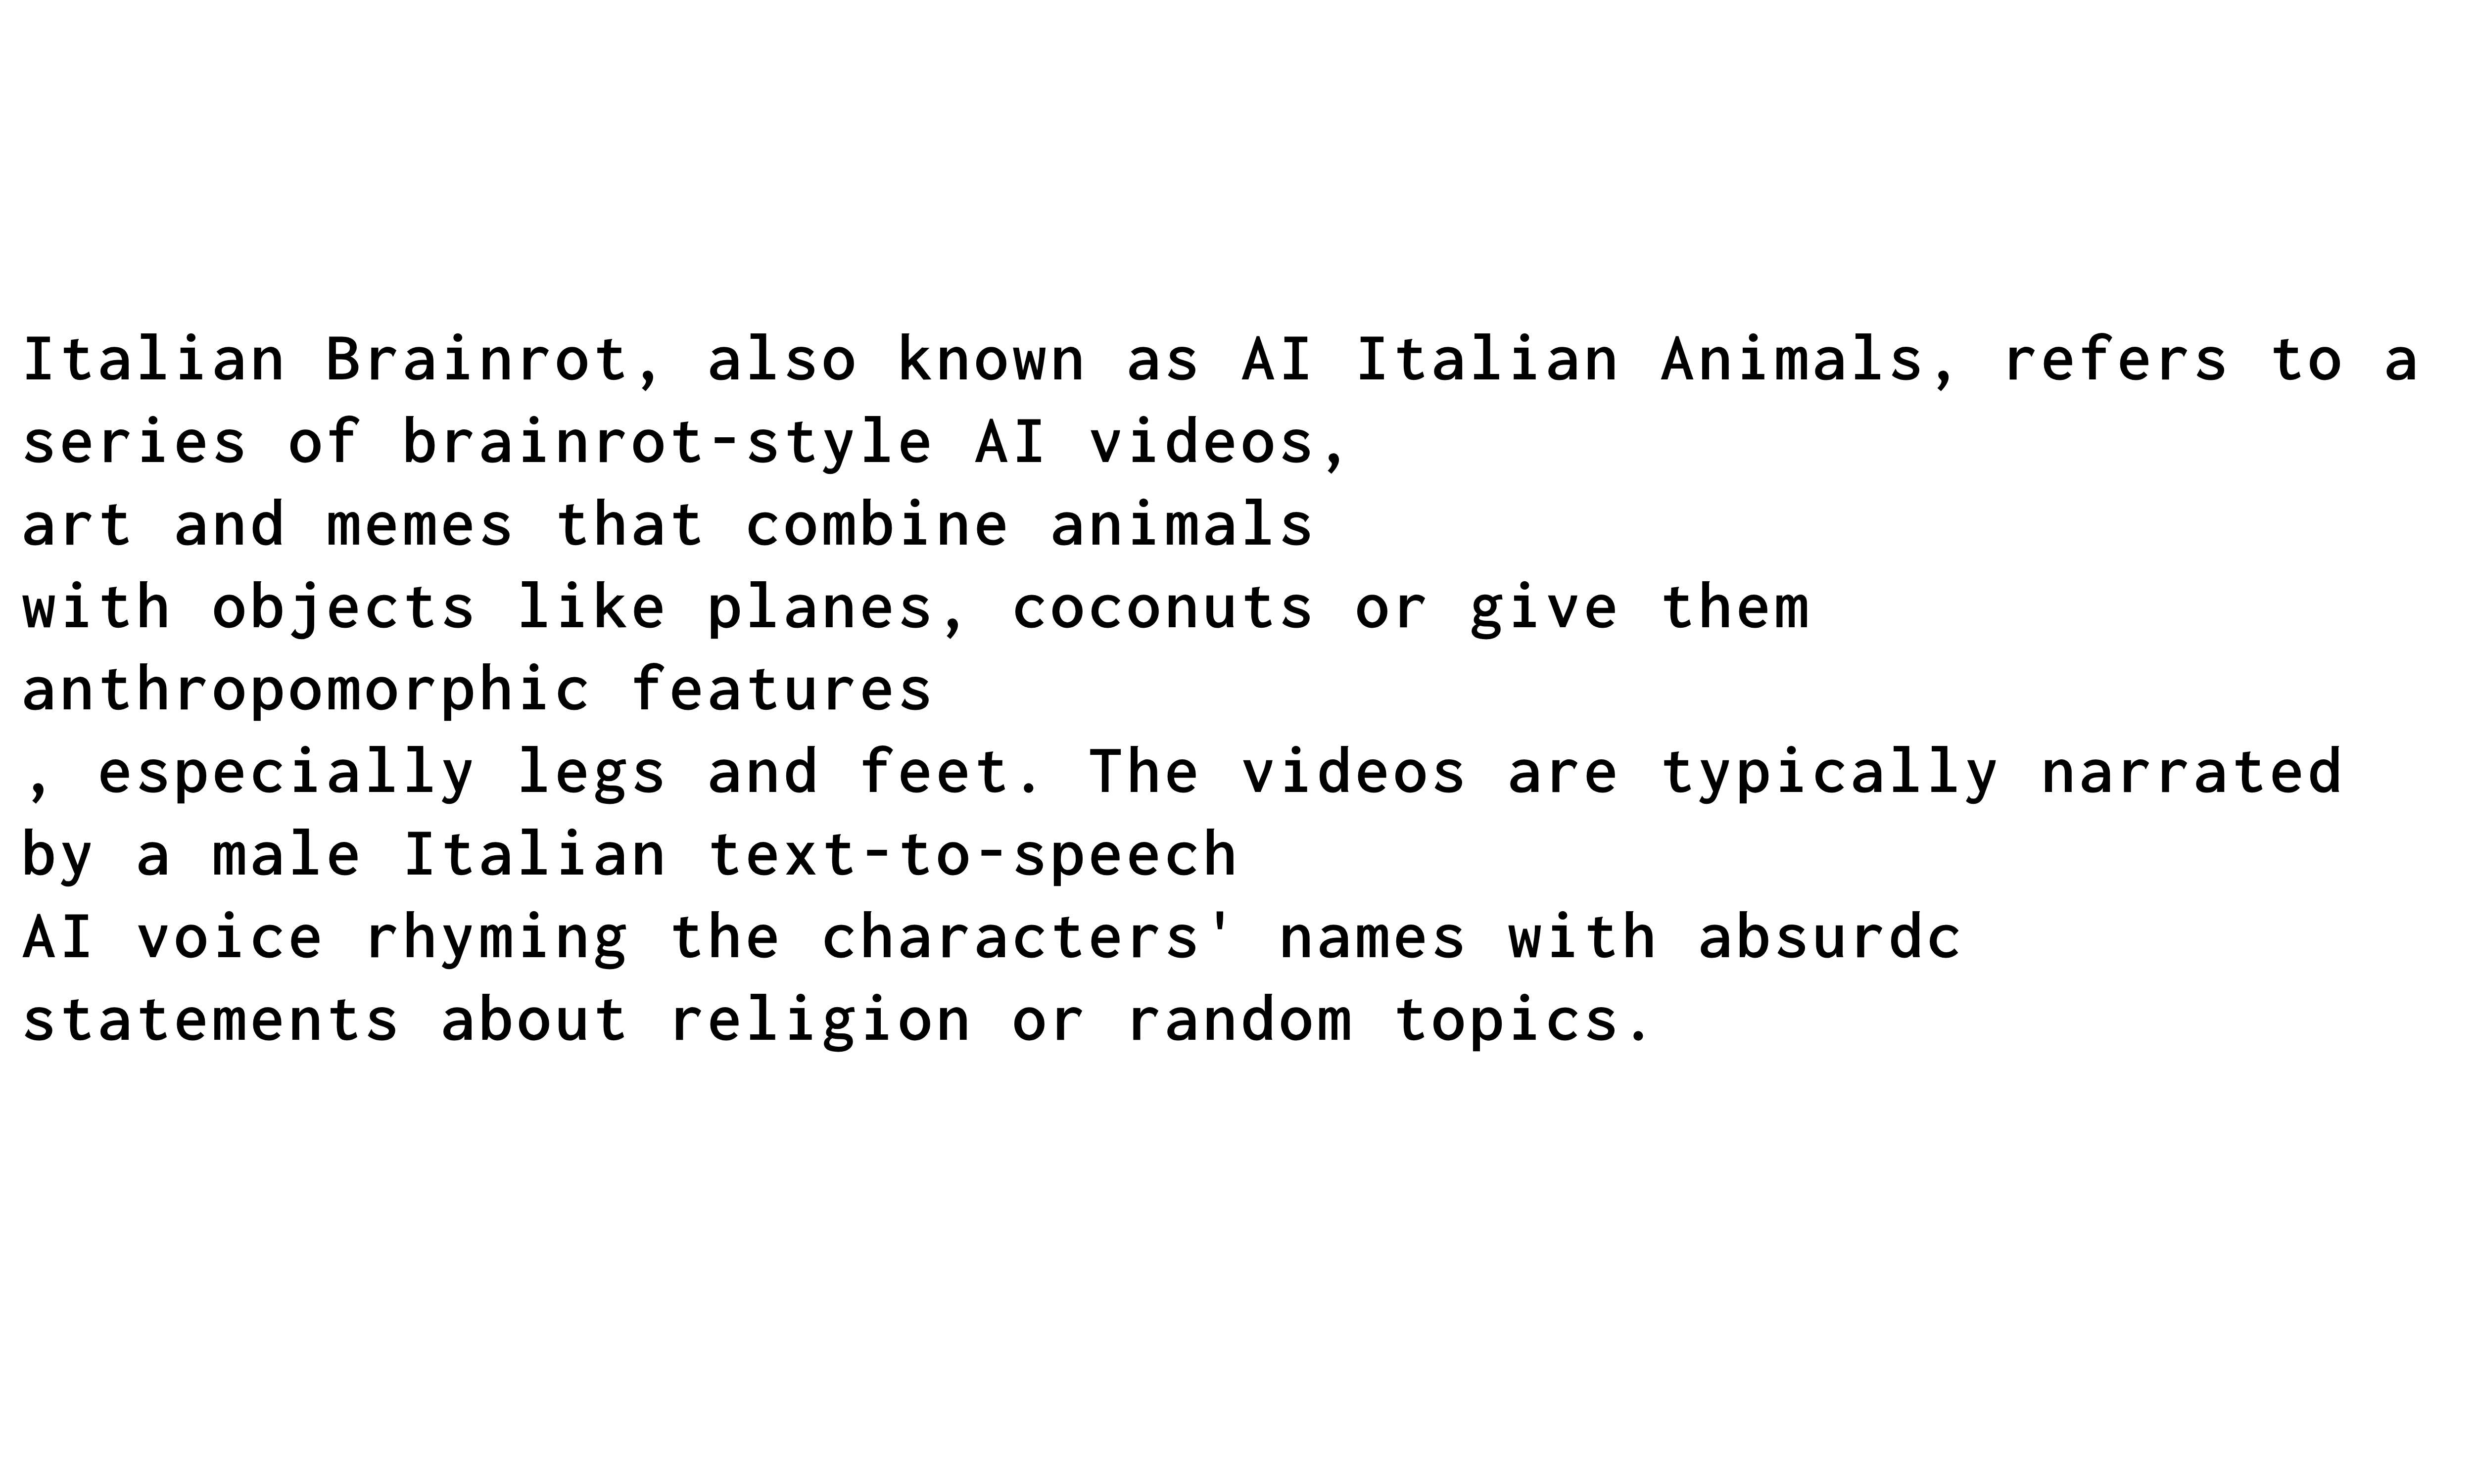 Italian Brainrot, also known as AI Italian Animals, refers to a
series of brainrot-style AI videos,
art and memes that combine animals
with objects like planes, coconuts or give them
anthropomorphic features
, especially legs and feet. The videos are typically narrated
by a male Italian text-to-speech
AI voice rhyming the characters' names with absurdc
statements about religion or random topics.